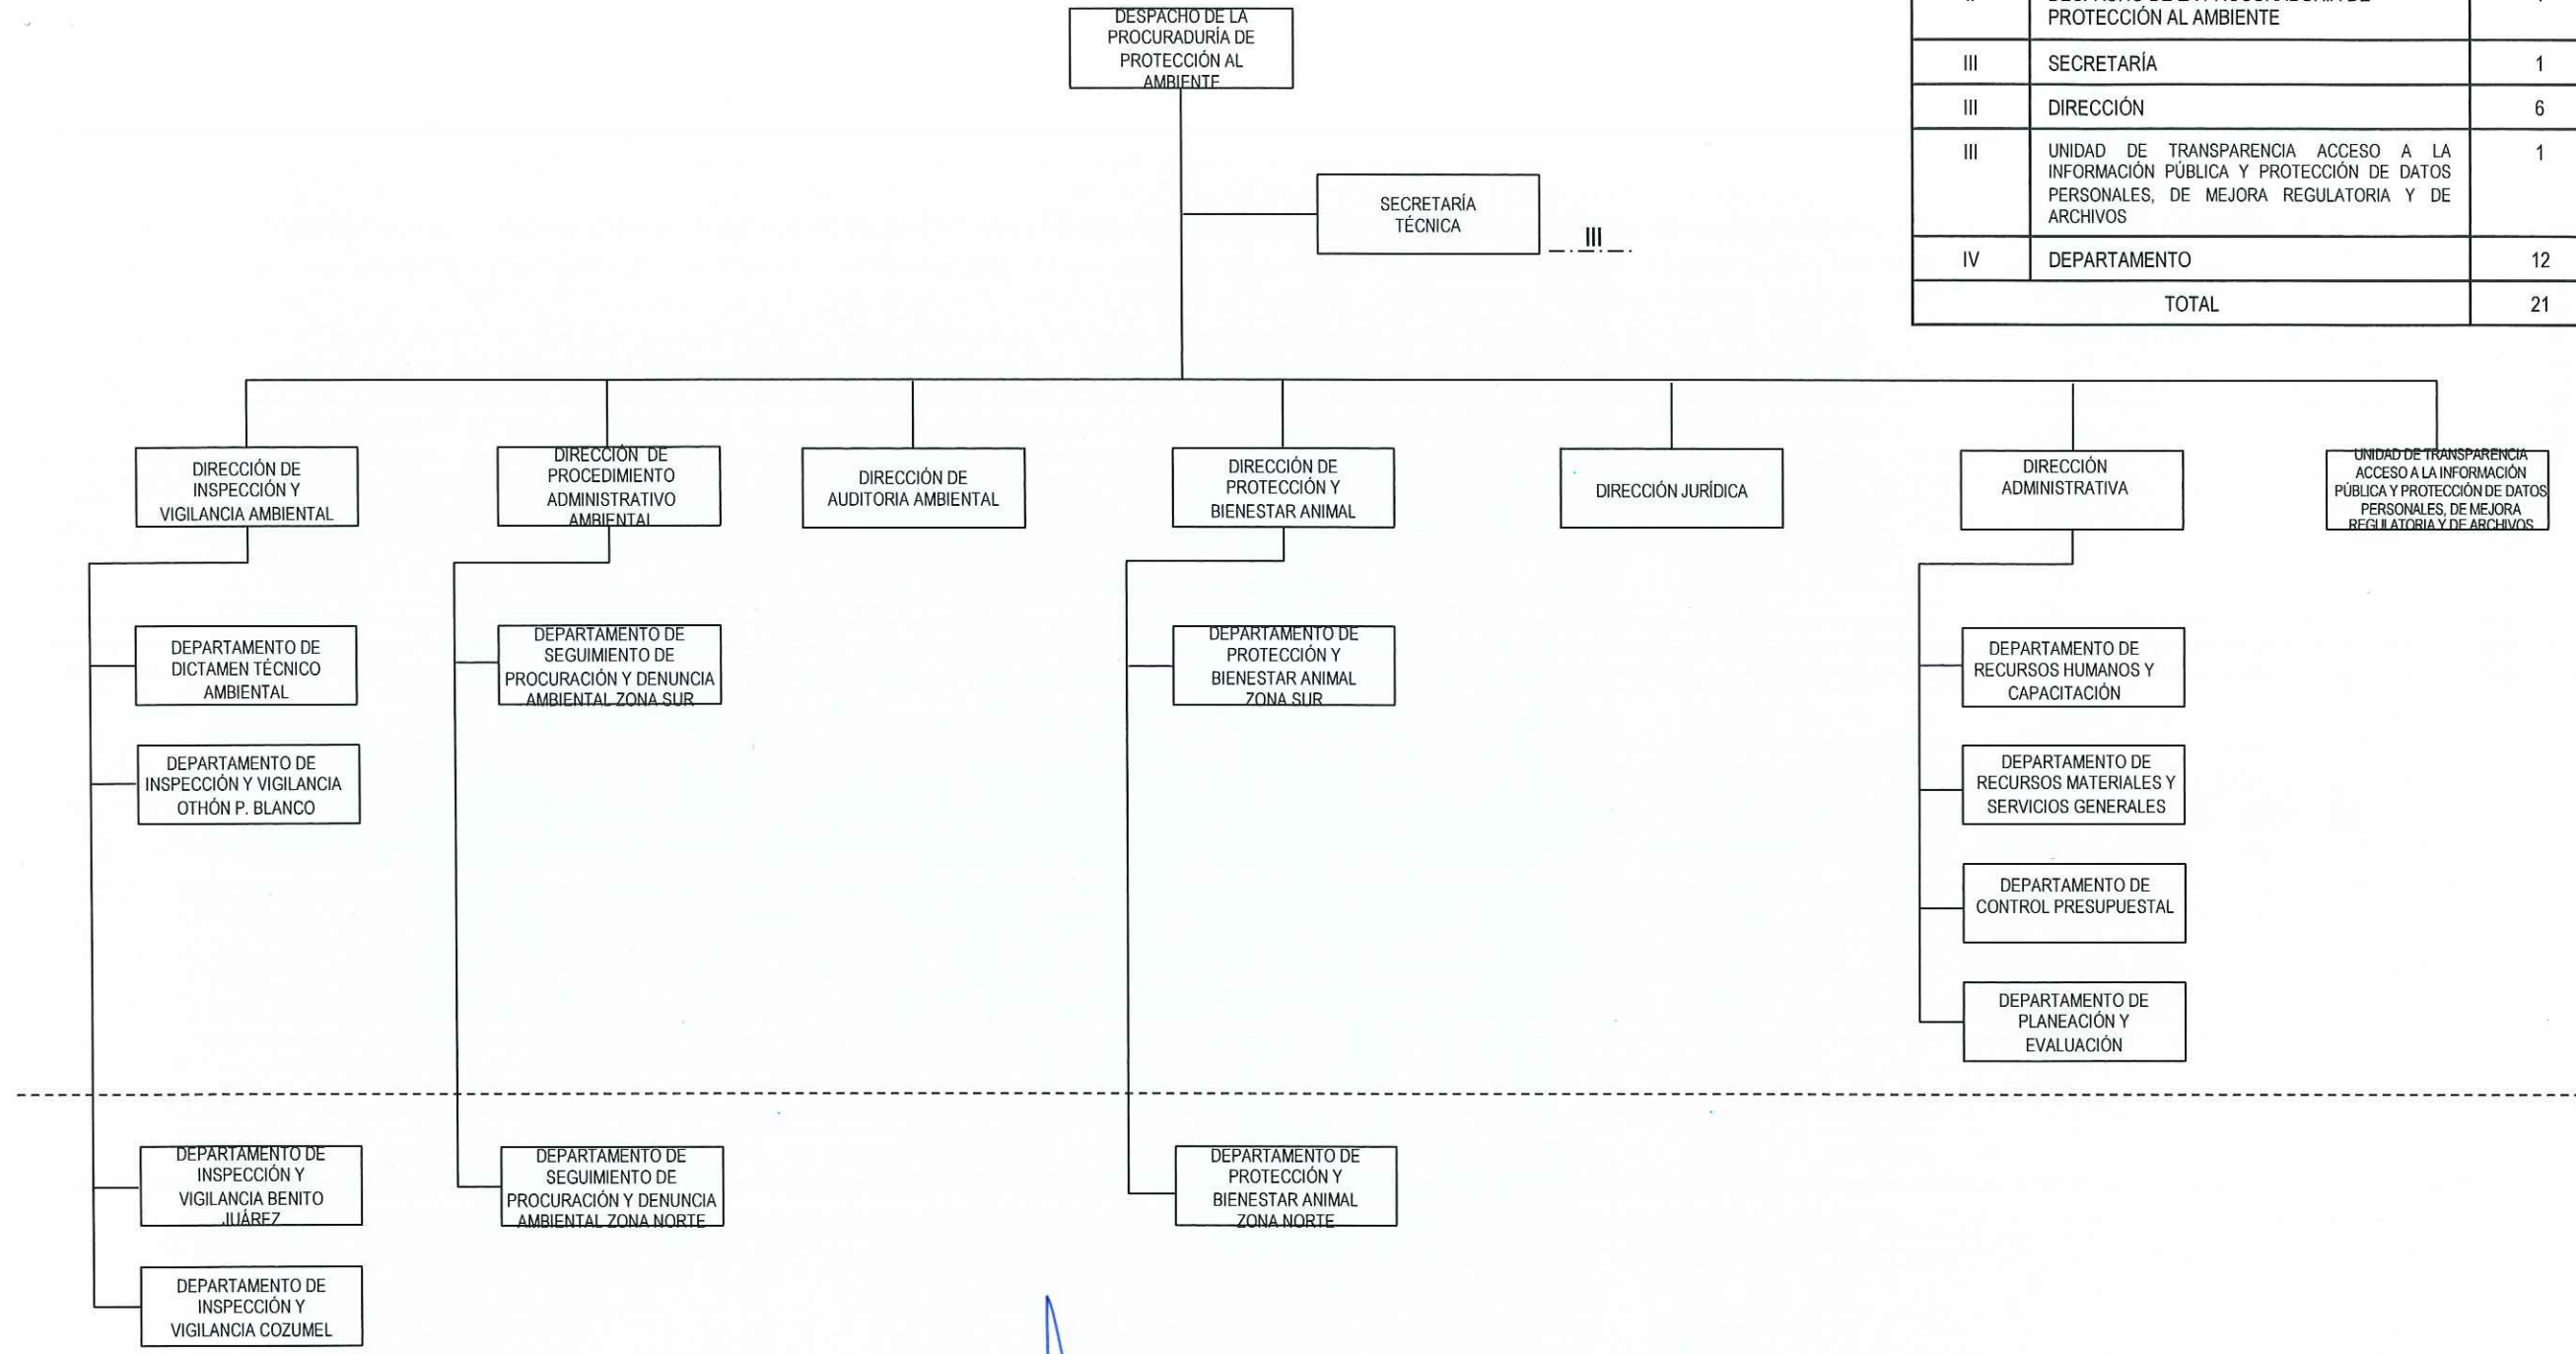 DESPACHO DE LA
PROCURADURÍA DE
PROTECCIÓN AL
AMBIENTE
PROTECCIÓN AL AMBIENTE
III SECRETARÍA 1
III DIRECCIÓN 6
III UNIDAD DE TRANSPARENCIA ACCESO A LA 1
INFORMACIÓN PÚBLICA Y PROTECCIÓN DE DATOS
PERSONALES, DE MEJORA REGULATORIA Y DE
ARCHIVOS
IV DEPARTAMENTO 12
TOTAL 21
SECRETARÍA
TÉCNICA
III
DIRECCIÓN DE
INSPECCIÓN Y
VIGILANCIA AMBIENTAL
DIRECCIÓN DE
PROCEDIMIENTO
ADMINISTRATIVO
AMBIENTAL
DIRECCIÓN DE
AUDITORIA AMBIENTAL
DIRECCIÓN DE
PROTECCIÓN Y
BIENESTAR ANIMAL
DIRECCIÓN JURÍDICA
DIRECCIÓN
ADMINISTRATIVA
UNIDAD DE TRANSPARENCIA
ACCESO A LA INFORMACIÓN
PÚBLICA Y PROTECCIÓN DE DATOS
PERSONALES, DE MEJORA
REGULATORIA Y DE ARCHIVOS
DEPARTAMENTO DE
DICTAMEN TÉCNICO
AMBIENTAL
DEPARTAMENTO DE
SEGUIMIENTO DE
PROCURACIÓN Y DENUNCIA
AMBIENTAL ZONA SUR
DEPARTAMENTO DE
PROTECCIÓN Y
BIENESTAR ANIMAL
ZONA SUR
DEPARTAMENTO DE
RECURSOS HUMANOS Y
CAPACITACIÓN
DEPARTAMENTO DE
INSPECCIÓN Y VIGILANCIA
OTHÓN P. BLANCO
DEPARTAMENTO DE
RECURSOS MATERIALES Y
SERVICIOS GENERALES
DEPARTAMENTO DE
CONTROL PRESUPUESTAL
DEPARTAMENTO DE
PLANEACIÓN Y
EVALUACIÓN
DEPARTAMENTO DE
INSPECCIÓN Y
VIGILANCIA BENITO
JUÁREZ
DEPARTAMENTO DE
SEGUIMIENTO DE
PROCURACIÓN Y DENUNCIA
AMBIENTAL ZONA NORTE
DEPARTAMENTO DE
PROTECCIÓN Y
BIENESTAR ANIMAL
ZONA NORTE
DEPARTAMENTO DE
INSPECCIÓN Y
VIGILANCIA COZUMEL